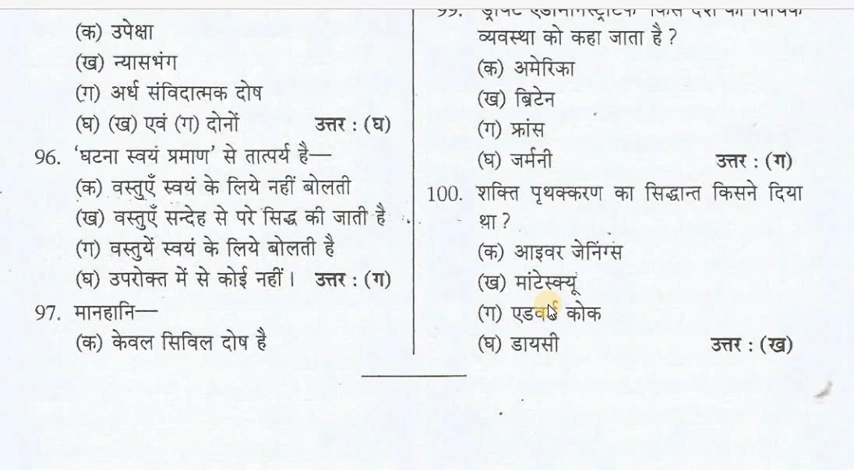 (क) उपेक्षा
(ख) न्यासभंग
(ग) अर्ध संविदात्मक दोष
(घ) (ख) एवं (ग) दोनों उत्तर : (घ)
96. ‘घटना स्वयं प्रमाण’ से तात्पर्य है—
(क) वस्तुएँ स्वयं के लिये नहीं बोलती
(ख) वस्तुएँ सन्देह से परे सिद्ध की जाती है
(ग) वस्तुयें स्वयं के लिये बोलती है
(घ) उपरोक्त में से कोई नहीं। उत्तर : (ग)
97. मानहानि—
(क) केवल सिविल दोष है
99.
व्यवस्था को कहा जाता है?
(क) अमेरिका
(ख) ब्रिटेन
(ग) फ्रांस
(घ) जर्मनी उत्तर : (ग)
100. शक्ति पृथक्करण का सिद्धान्त किसने दिया
था?
(क) आइवर जेनिंग्स
(ख) मांटेस्क्यू
(ग) एडवर्ड कोक
(घ) डायसी उत्तर : (ख)